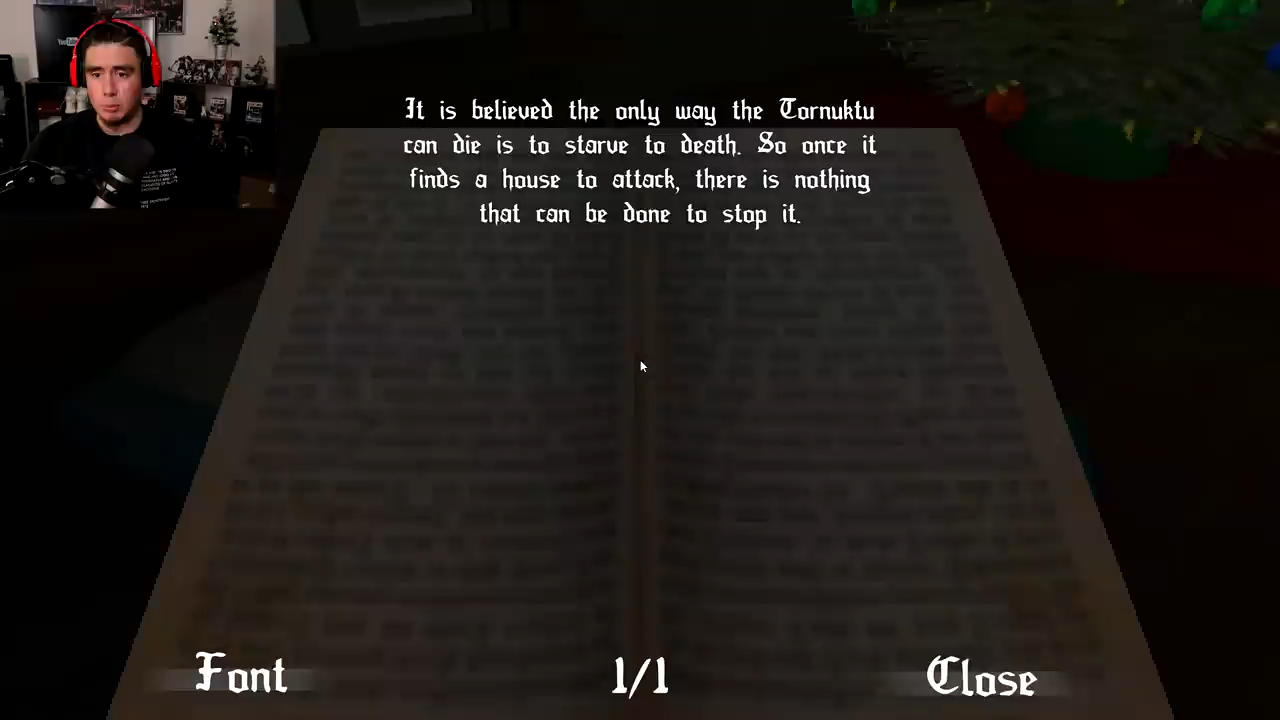 It is believed the only way the Tornuktu
can die is to starve to death. So once it
finds a house to attack, there is nothing
that can be done to stop it.
Font
1/1
Close